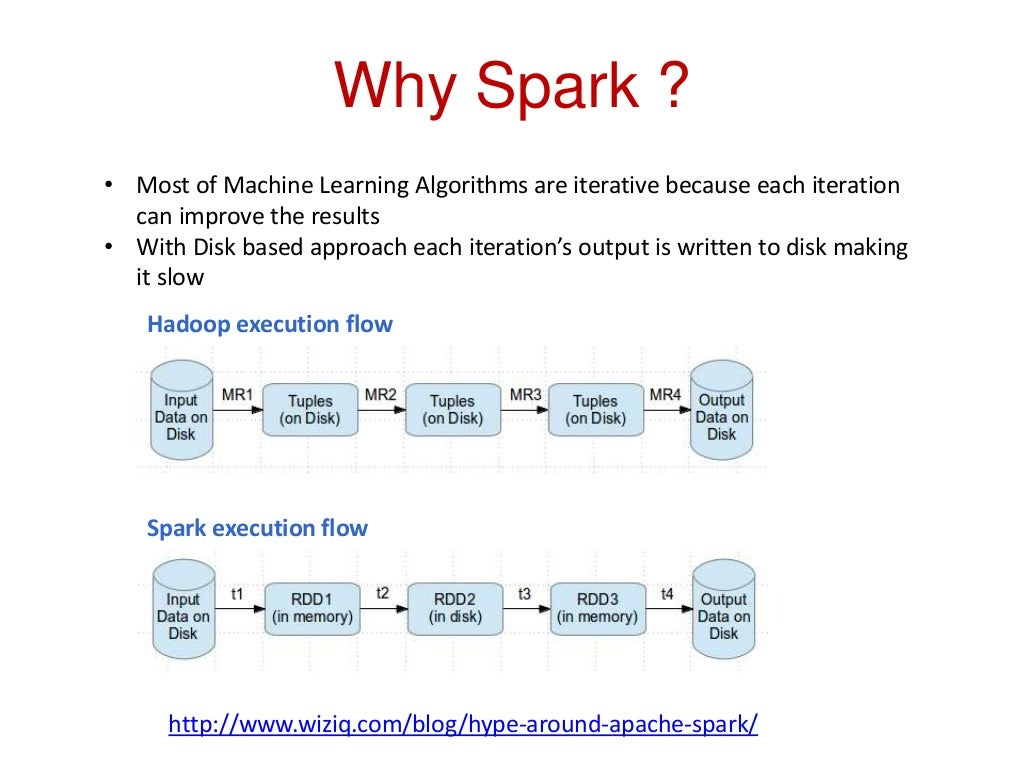 Why Spark ?
• Most of Machine Learning Algorithms are iterative because each iteration
can improve the results
• With Disk based approach each iteration’s output is written to disk making
it slow
Hadoop execution flow
Input
Data on
Disk
MR1
Tuples
(on Disk)
MR2
Tuples
(on Disk)
MR3
Tuples
(on Disk)
MR4
Output
Data on
Disk
Spark execution flow
Input
Data on
Disk
t1
RDD1
(in memory)
t2
RDD2
(in disk)
t3
RDD3
(in memory)
t4
Output
Data on
Disk
http://www.wiziq.com/blog/hype-around-apache-spark/